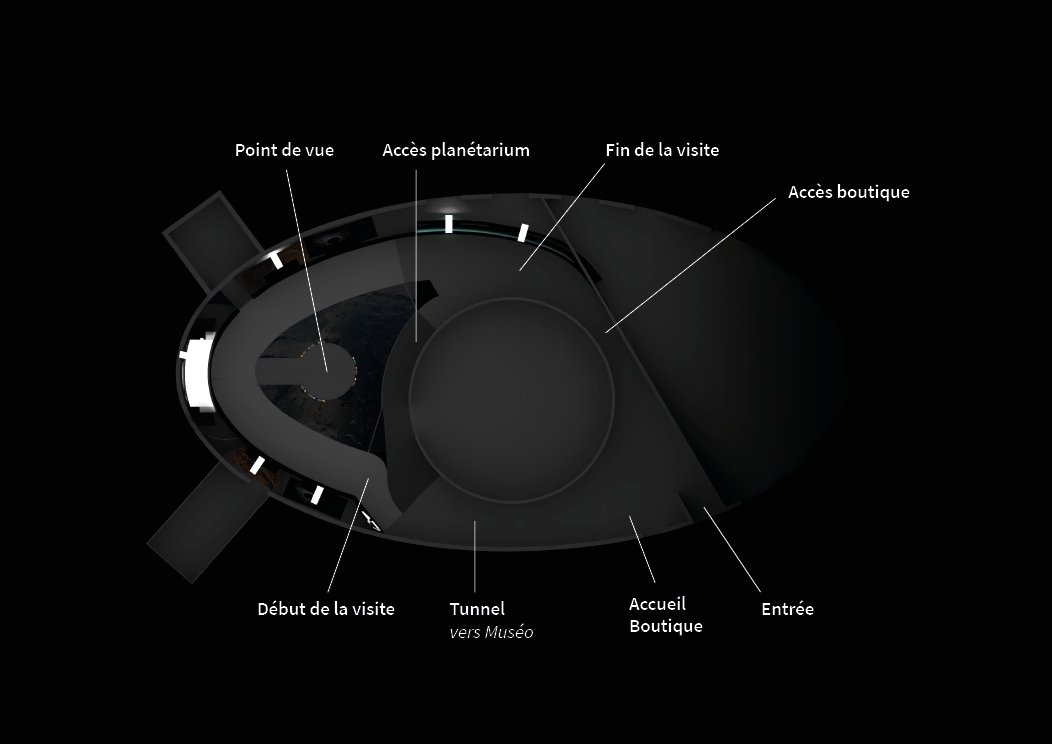 Point de vue
Accès planétarium
Fin de la visite
Accès boutique
Début de la visite
Tunnel
vers Muséo
Accueil
Boutique
Entrée